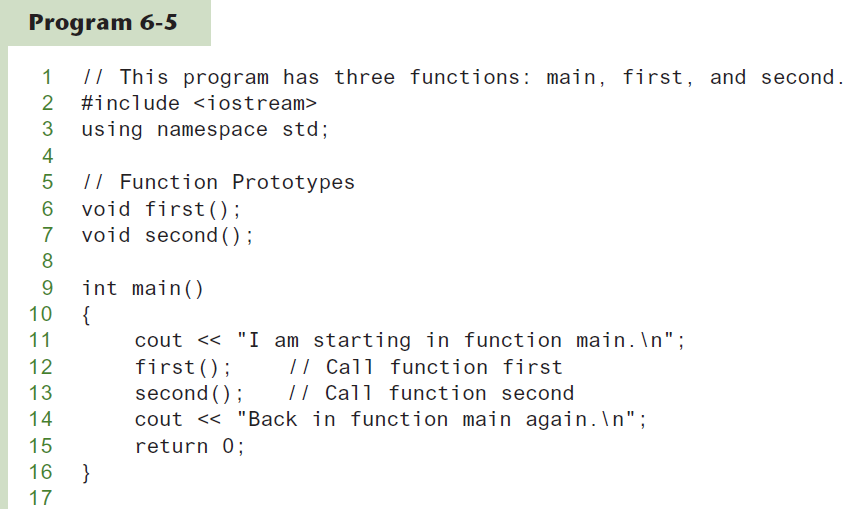 Program 6-5
1 // This program has three functions: main, first, and second.
2 #include <iostream>
3 using namespace std;
4
5 // Function Prototypes
6 void first();
7 void second();
8
9 int main()
10 {
11 cout << "I am starting in function main.\n";
12 first(); // Call function first
13 second(); // Call function second
14 cout << "Back in function main again.\n";
15 return 0;
16 }
17